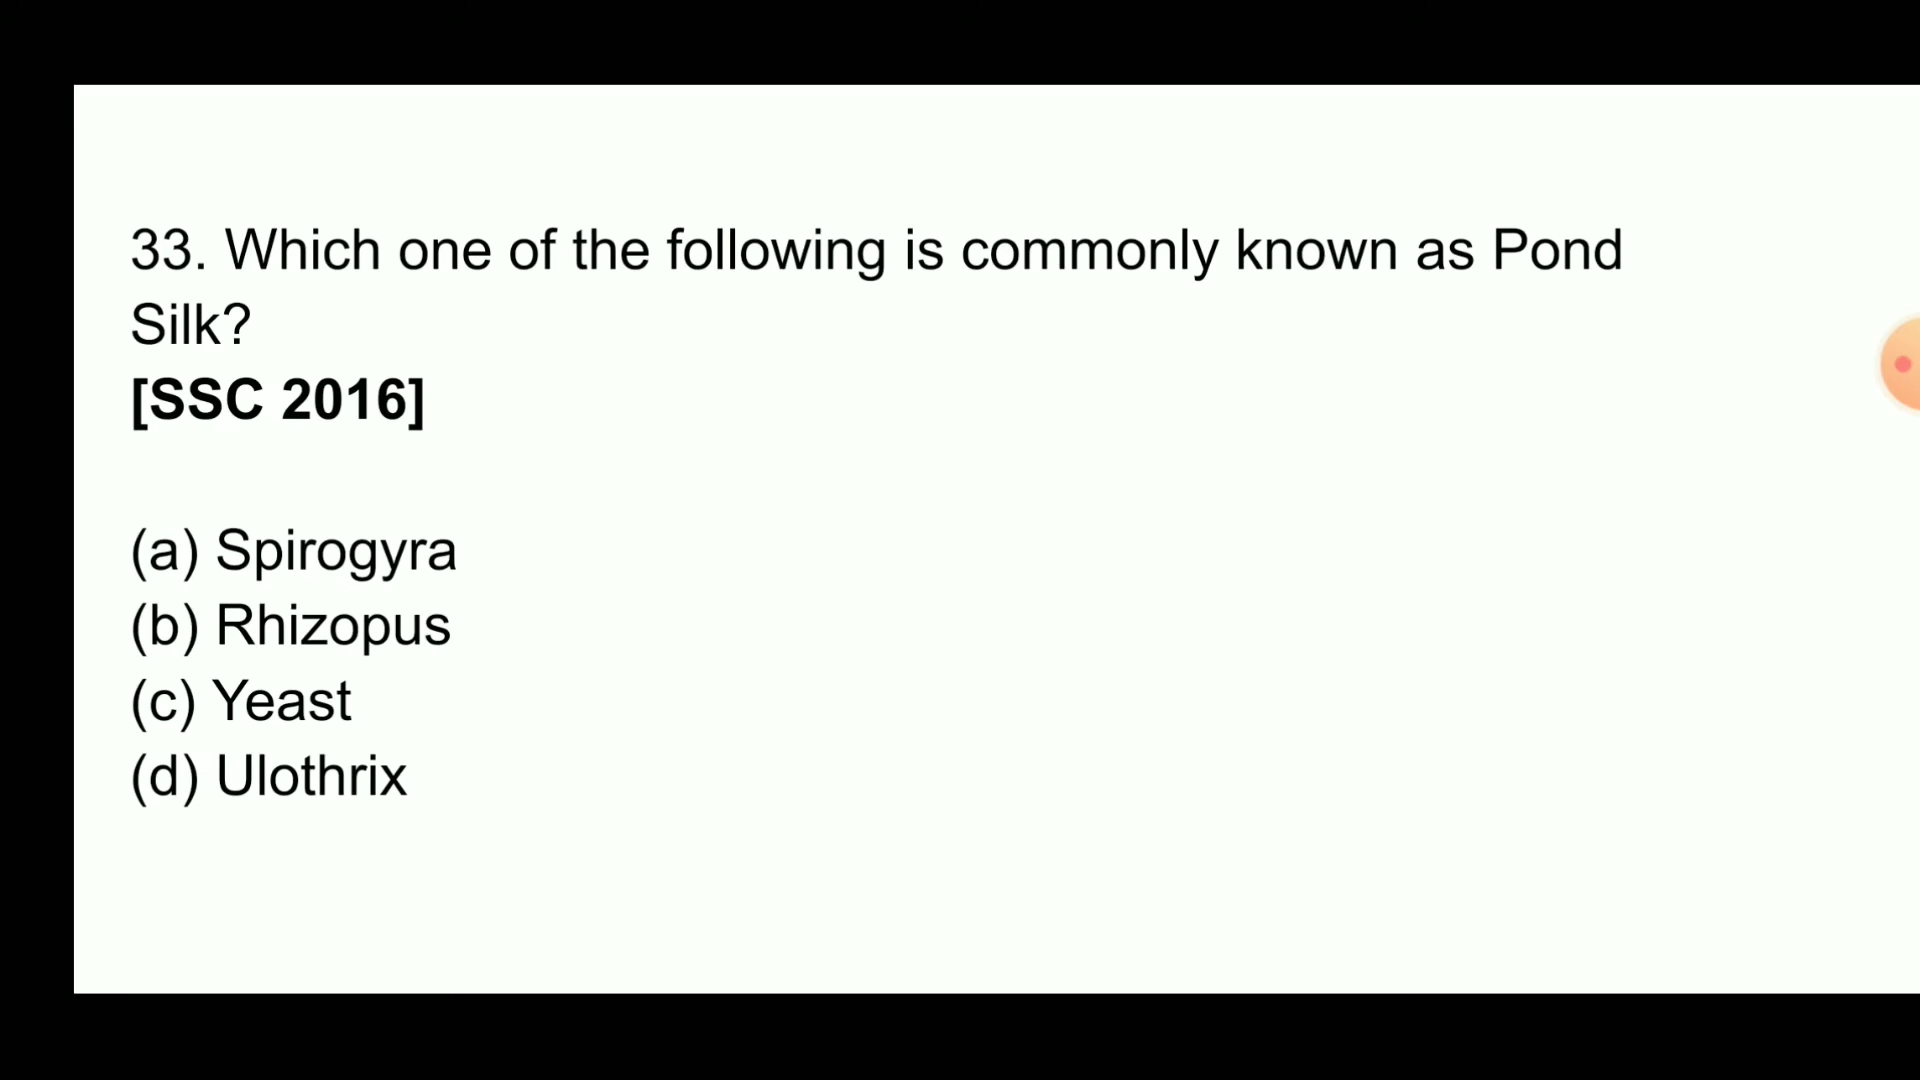 33. Which one of the following is commonly known as Pond
Silk?
[SSC 2016]
(a) Spirogyra
(b) Rhizopus
(c) Yeast
(d) Ulothrix